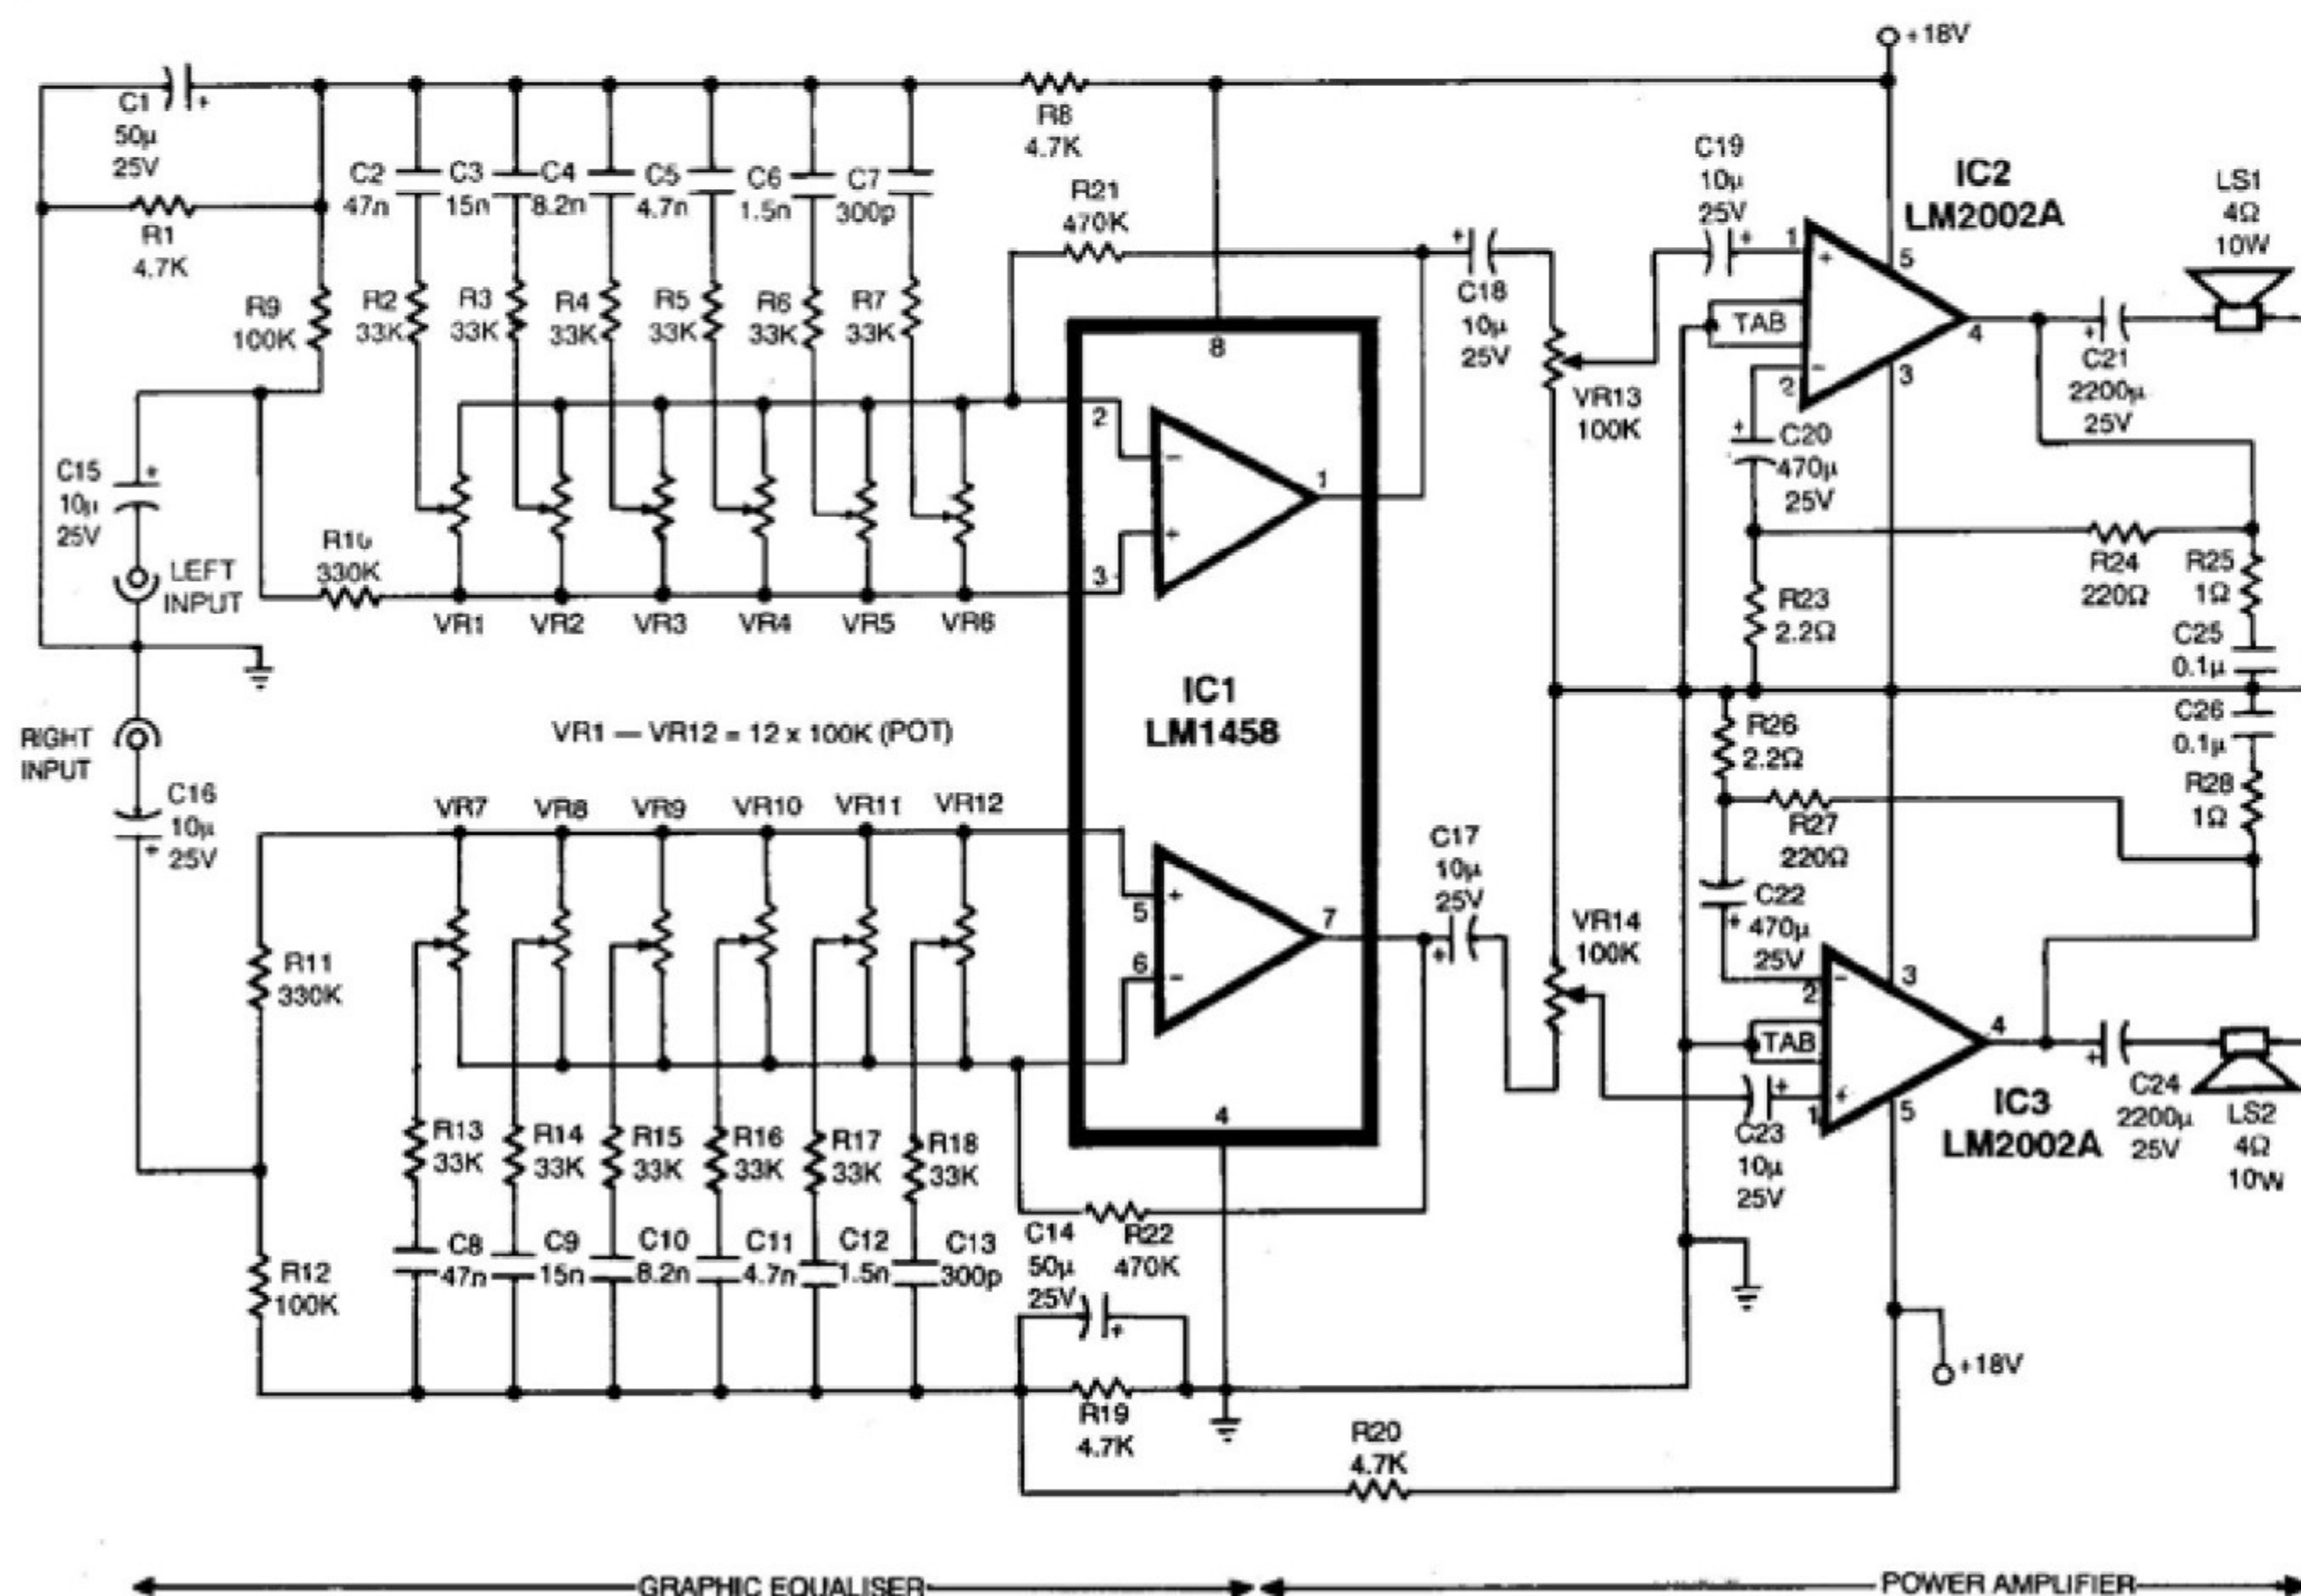 +18V
C1
50µ
25V
+
R1
4.7K
R9
100K
C2
47n
C3
15n
C4
8.2n
C5
4.7n
C6
1.5n
C7
300p
R2
33K
R3
33K
R4
33K
R5
33K
R6
33K
R7
33K
R8
4.7K
R21
470K
C18
10µ
25V
+
C19
10µ
25V
+
IC2
LM2002A
LS1
4Ω
10W
1
+
5
TAB
4
2
−
3
VR13
100K
C21
2200µ
25V
+
C20
470µ
25V
+
C15
10µ
25V
+
LEFT
INPUT
R10
330K
VR1
VR2
VR3
VR4
VR5
VR6
8
2
−
1
3
+
R24
220Ω
R25
1Ω
R23
2.2Ω
C25
0.1µ
IC1
LM1458
RIGHT
INPUT
VR1 — VR12 = 12 x 100K (POT)
C26
0.1µ
R26
2.2Ω
R28
1Ω
R27
220Ω
C16
10µ
25V
+
VR7
VR8
VR9
VR10
VR11
VR12
5
+
7
6
−
C17
10µ
25V
+
VR14
100K
C22
470µ
25V
+
R11
330K
2
−
3
TAB
4
1
+
5
IC3
LM2002A
C24
2200µ
25V
+
LS2
4Ω
10W
C23
10µ
25V
+
4
R13
33K
R14
33K
R15
33K
R16
33K
R17
33K
R18
33K
C8
47n
C9
15n
C10
8.2n
C11
4.7n
C12
1.5n
C13
300p
R12
100K
C14
50µ
25V
+
R22
470K
R19
4.7K
R20
4.7K
+18V
GRAPHIC EQUALISER
POWER AMPLIFIER